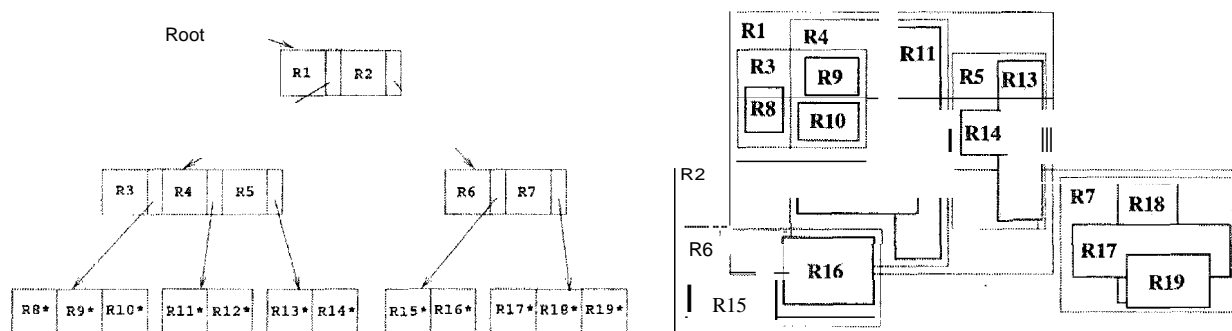 Root
R1 R2
R3 R4 R5
R6 R7
R8* R9* R10*
R11* R12*
R13* R14*
R15* R16*
R17* R18* R19*
R1 R4 R11
R3 R9 R5 R13
R8 R10 R14
R2
R7 R18
R6 R17
R16 R19
R15